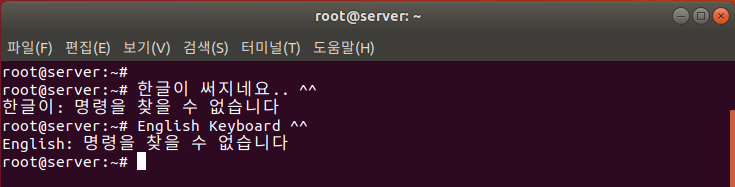 root@server: ~
파일(F) 편집(E) 보기(V) 검색(S) 터미널(T) 도움말(H)
root@server:~#
root@server:~# 한글이 써지네요.. ^^
한글이: 명령을 찾을 수 없습니다
root@server:~# English Keyboard ^^
English: 명령을 찾을 수 없습니다
root@server:~#